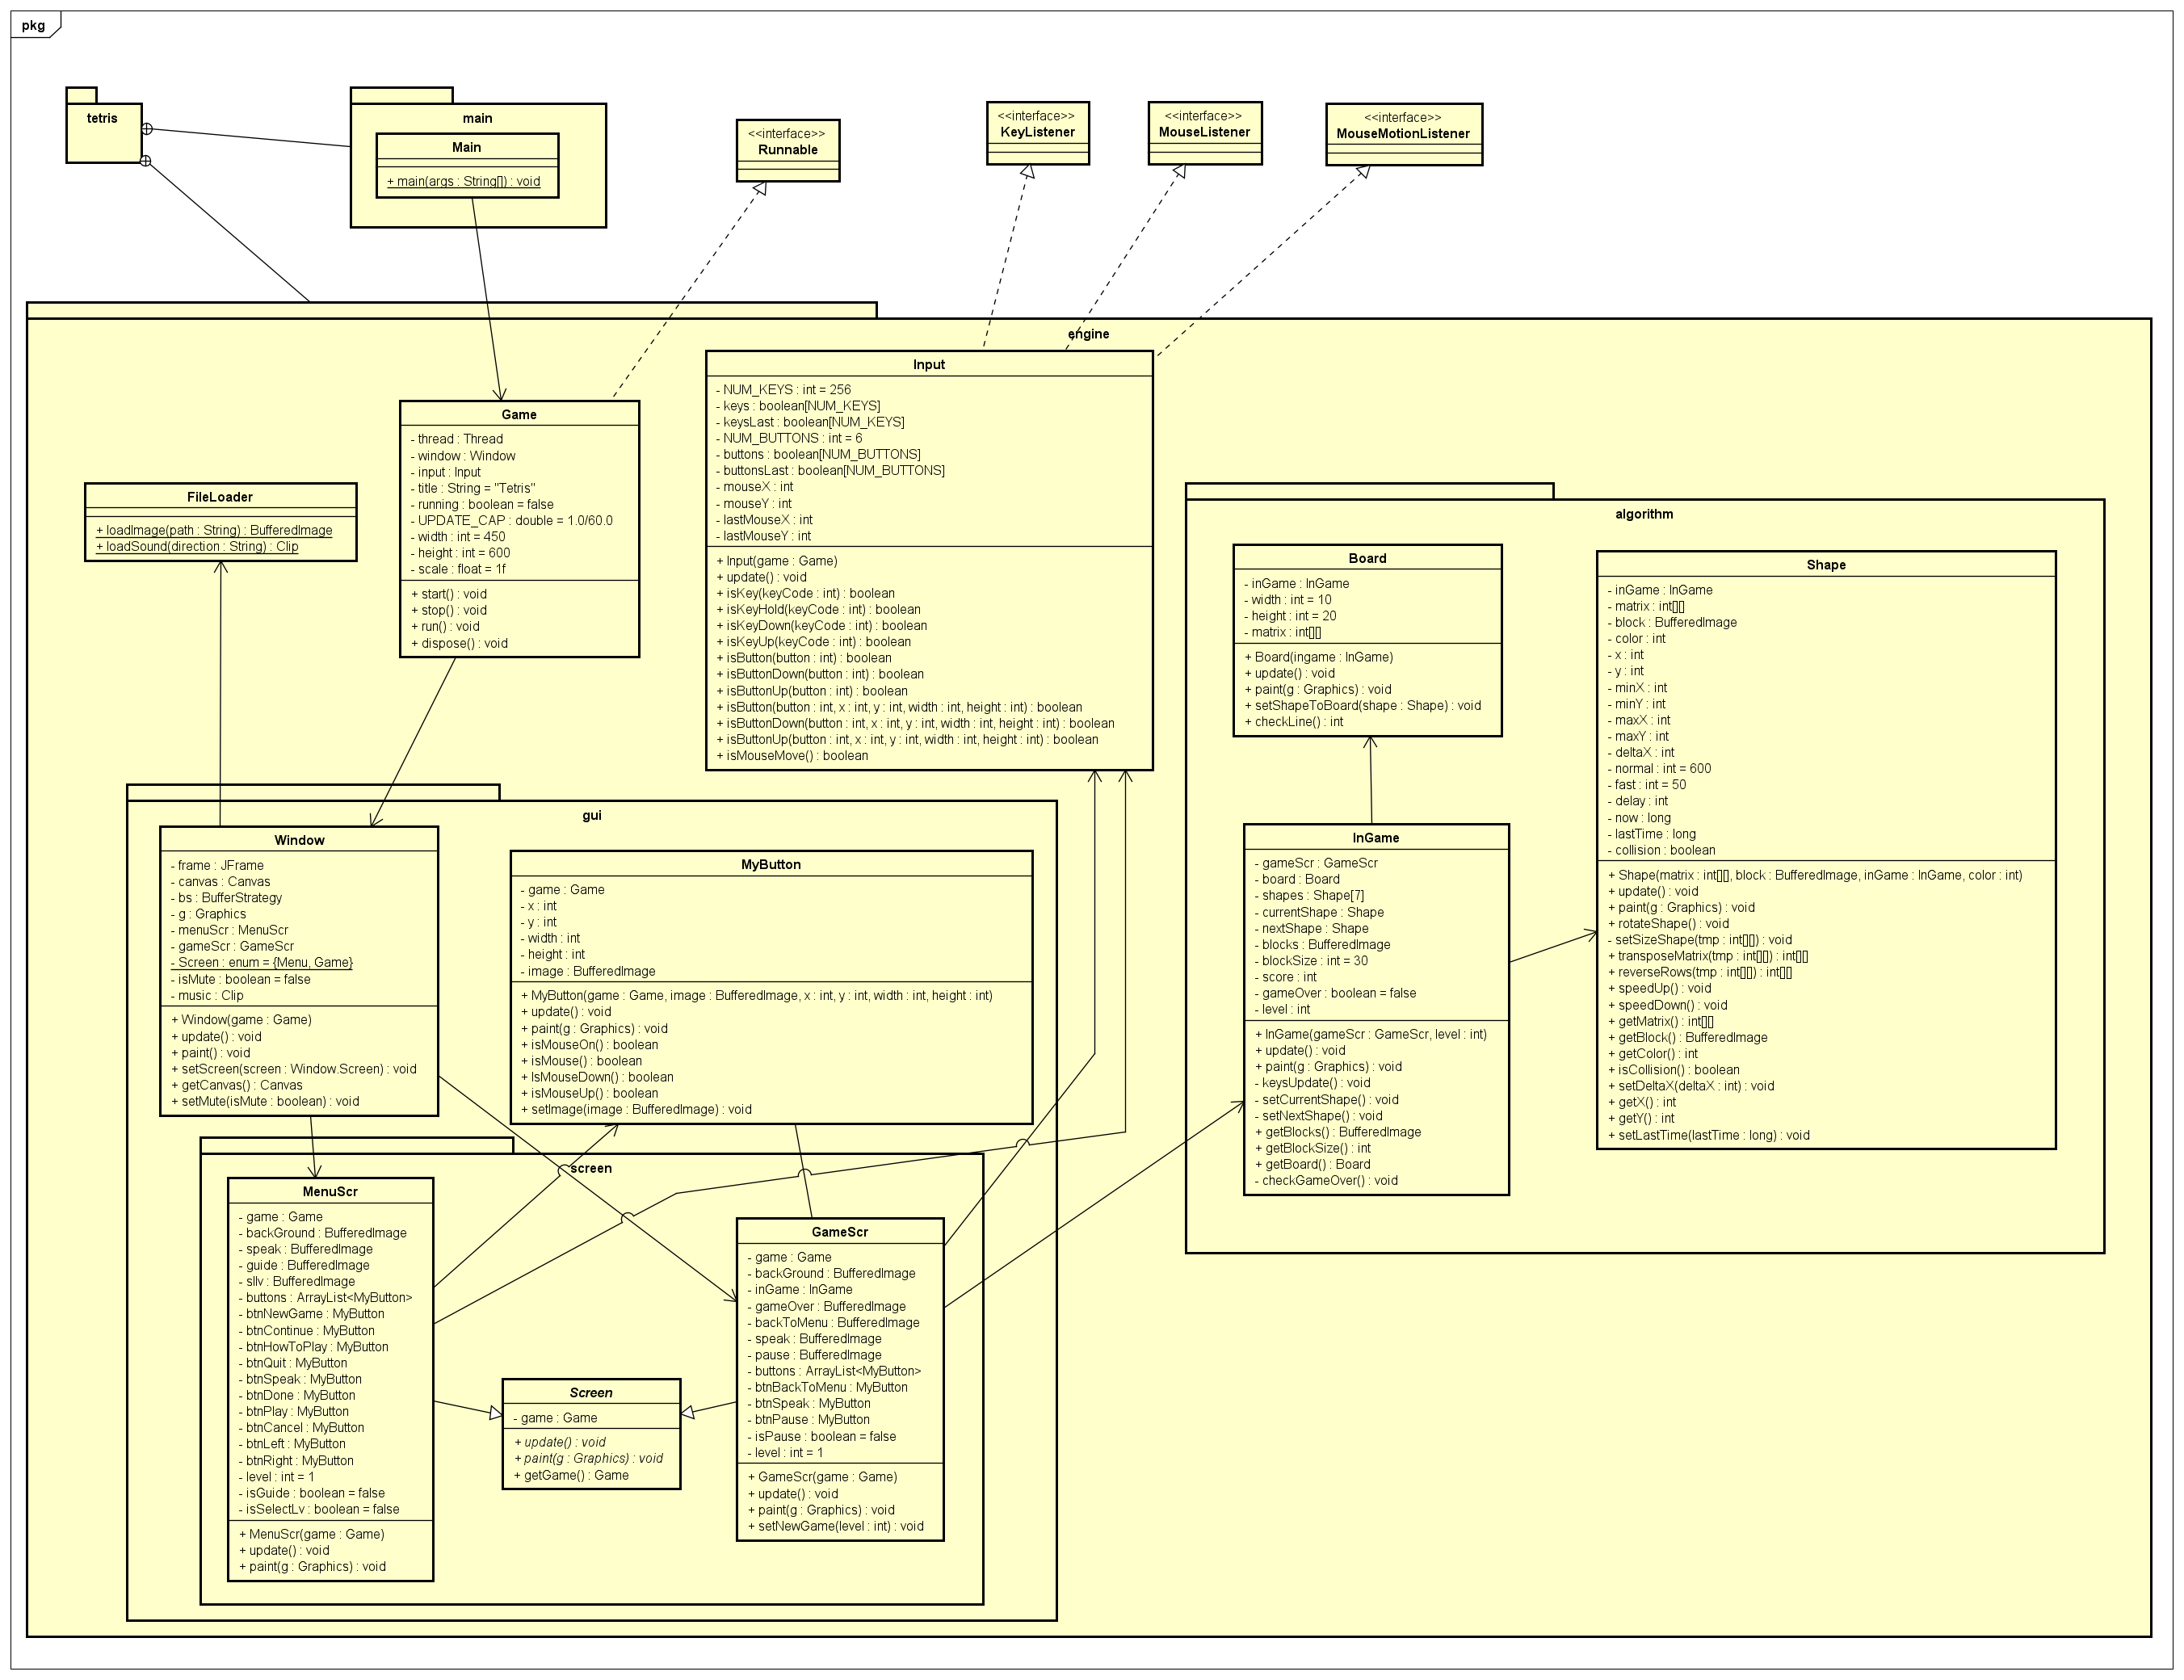 pkg
tetris
main
Main
+ main(args : String[]) : void
<<interface>>
Runnable
<<interface>>
KeyListener
<<interface>>
MouseListener
<<interface>>
MouseMotionListener
engine
Game
- thread : Thread
- window : Window
- input : Input
- title : String = "Tetris"
- running : boolean = false
- UPDATE_CAP : double = 1.0/60.0
- width : int = 450
- height : int = 600
- scale : float = 1f
+ start() : void
+ stop() : void
+ run() : void
+ dispose() : void
FileLoader
+ loadImage(path : String) : BufferedImage
+ loadSound(direction : String) : Clip
Input
- NUM_KEYS : int = 256
- keys : boolean[NUM_KEYS]
- keysLast : boolean[NUM_KEYS]
- NUM_BUTTONS : int = 6
- buttons : boolean[NUM_BUTTONS]
- buttonsLast : boolean[NUM_BUTTONS]
- mouseX : int
- mouseY : int
- lastMouseX : int
- lastMouseY : int
+ Input(game : Game)
+ update() : void
+ isKey(keyCode : int) : boolean
+ isKeyHold(keyCode : int) : boolean
+ isKeyDown(keyCode : int) : boolean
+ isKeyUp(keyCode : int) : boolean
+ isButton(button : int) : boolean
+ isButtonDown(button : int) : boolean
+ isButtonUp(button : int) : boolean
+ isButton(button : int, x : int, y : int, width : int, height : int) : boolean
+ isButtonDown(button : int, x : int, y : int, width : int, height : int) : boolean
+ isButtonUp(button : int, x : int, y : int, width : int, height : int) : boolean
+ isMouseMove() : boolean
algorithm
Board
- inGame : InGame
- width : int = 10
- height : int = 20
- matrix : int[][]
+ Board(ingame : InGame)
+ update() : void
+ paint(g : Graphics) : void
+ setShapeToBoard(shape : Shape) : void
+ checkLine() : int
Shape
- inGame : InGame
- matrix : int[][]
- block : BufferedImage
- color : int
- x : int
- y : int
- minX : int
- minY : int
- maxX : int
- maxY : int
- deltaX : int
- normal : int = 600
- fast : int = 50
- delay : int
- now : long
- lastTime : long
- collision : boolean
+ Shape(matrix : int[][], block : BufferedImage, inGame : InGame, color : int)
+ update() : void
+ paint(g : Graphics) : void
+ rotateShape() : void
- setSizeShape(tmp : int[][]) : void
+ transposeMatrix(tmp : int[][]) : int[][]
+ reverseRows(tmp : int[][]) : int[][]
+ speedUp() : void
+ speedDown() : void
+ getMatrix() : int[][]
+ getBlock() : BufferedImage
+ getColor() : int
+ isCollision() : boolean
+ setDeltaX(deltaX : int) : void
+ getX() : int
+ getY() : int
+ setLastTime(lastTime : long) : void
InGame
- gameScr : GameScr
- board : Board
- shapes : Shape[7]
- currentShape : Shape
- nextShape : Shape
- blocks : BufferedImage
- blockSize : int = 30
- score : int
- gameOver : boolean = false
- level : int
+ InGame(gameScr : GameScr, level : int)
+ update() : void
+ paint(g : Graphics) : void
- keysUpdate() : void
- setCurrentShape() : void
- setNextShape() : void
+ getBlocks() : BufferedImage
+ getBlockSize() : int
+ getBoard() : Board
- checkGameOver() : void
gui
Window
- frame : JFrame
- canvas : Canvas
- bs : BufferStrategy
- g : Graphics
- menuScr : MenuScr
- gameScr : GameScr
- Screen : enum = {Menu, Game}
- isMute : boolean = false
- music : Clip
+ Window(game : Game)
+ update() : void
+ paint() : void
+ setScreen(screen : Window.Screen) : void
+ getCanvas() : Canvas
+ setMute(isMute : boolean) : void
MyButton
- game : Game
- x : int
- y : int
- width : int
- height : int
- image : BufferedImage
+ MyButton(game : Game, image : BufferedImage, x : int, y : int, width : int, height : int)
+ update() : void
+ paint(g : Graphics) : void
+ isMouseOn() : boolean
+ isMouse() : boolean
+ IsMouseDown() : boolean
+ isMouseUp() : boolean
+ setImage(image : BufferedImage) : void
screen
MenuScr
- game : Game
- backGround : BufferedImage
- speak : BufferedImage
- guide : BufferedImage
- sllv : BufferedImage
- buttons : ArrayList<MyButton>
- btnNewGame : MyButton
- btnContinue : MyButton
- btnHowToPlay : MyButton
- btnQuit : MyButton
- btnSpeak : MyButton
- btnDone : MyButton
- btnPlay : MyButton
- btnCancel : MyButton
- btnLeft : MyButton
- btnRight : MyButton
- level : int = 1
- isGuide : boolean = false
- isSelectLv : boolean = false
+ MenuScr(game : Game)
+ update() : void
+ paint(g : Graphics) : void
Screen
- game : Game
+ update() : void
+ paint(g : Graphics) : void
+ getGame() : Game
GameScr
- game : Game
- backGround : BufferedImage
- inGame : InGame
- gameOver : BufferedImage
- backToMenu : BufferedImage
- speak : BufferedImage
- pause : BufferedImage
- buttons : ArrayList<MyButton>
- btnBackToMenu : MyButton
- btnSpeak : MyButton
- btnPause : MyButton
- isPause : boolean = false
- level : int = 1
+ GameScr(game : Game)
+ update() : void
+ paint(g : Graphics) : void
+ setNewGame(level : int) : void